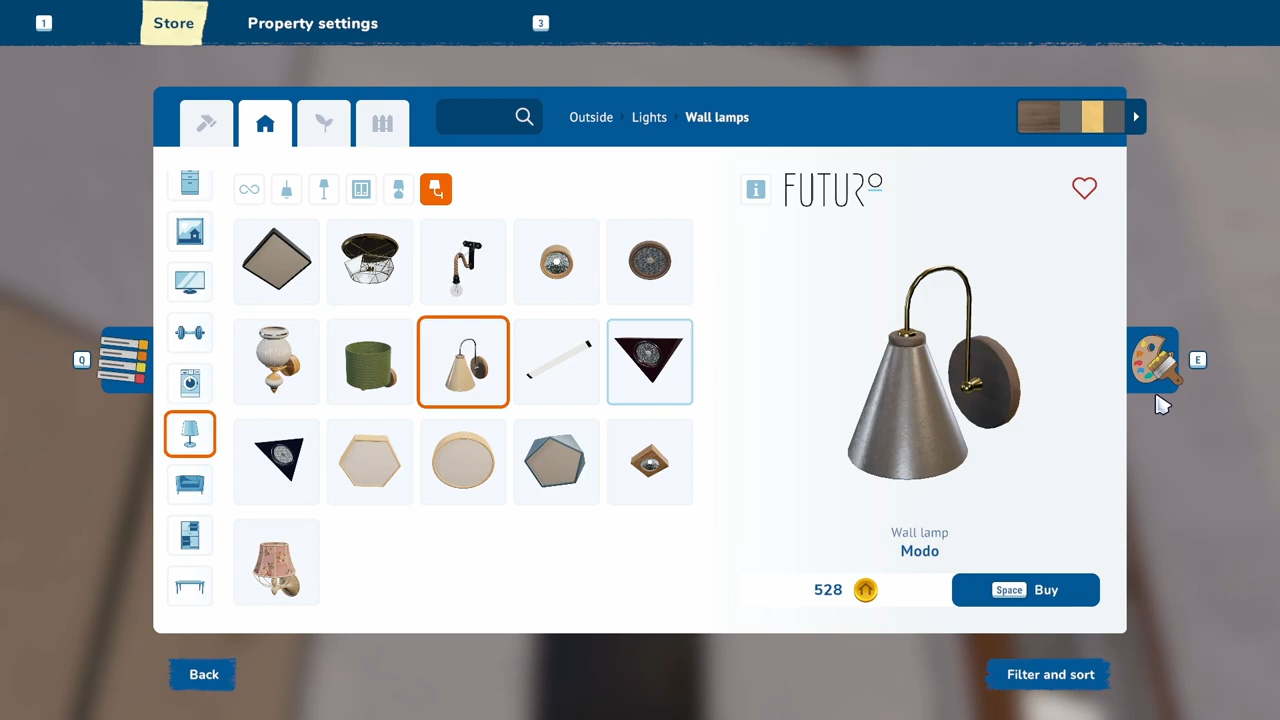 1
Store
Property settings
3
Outside
Lights
Wall lamps
FUTURO
Q
E
Wall lamp
Modo
528
Space
Buy
Back
Filter and sort